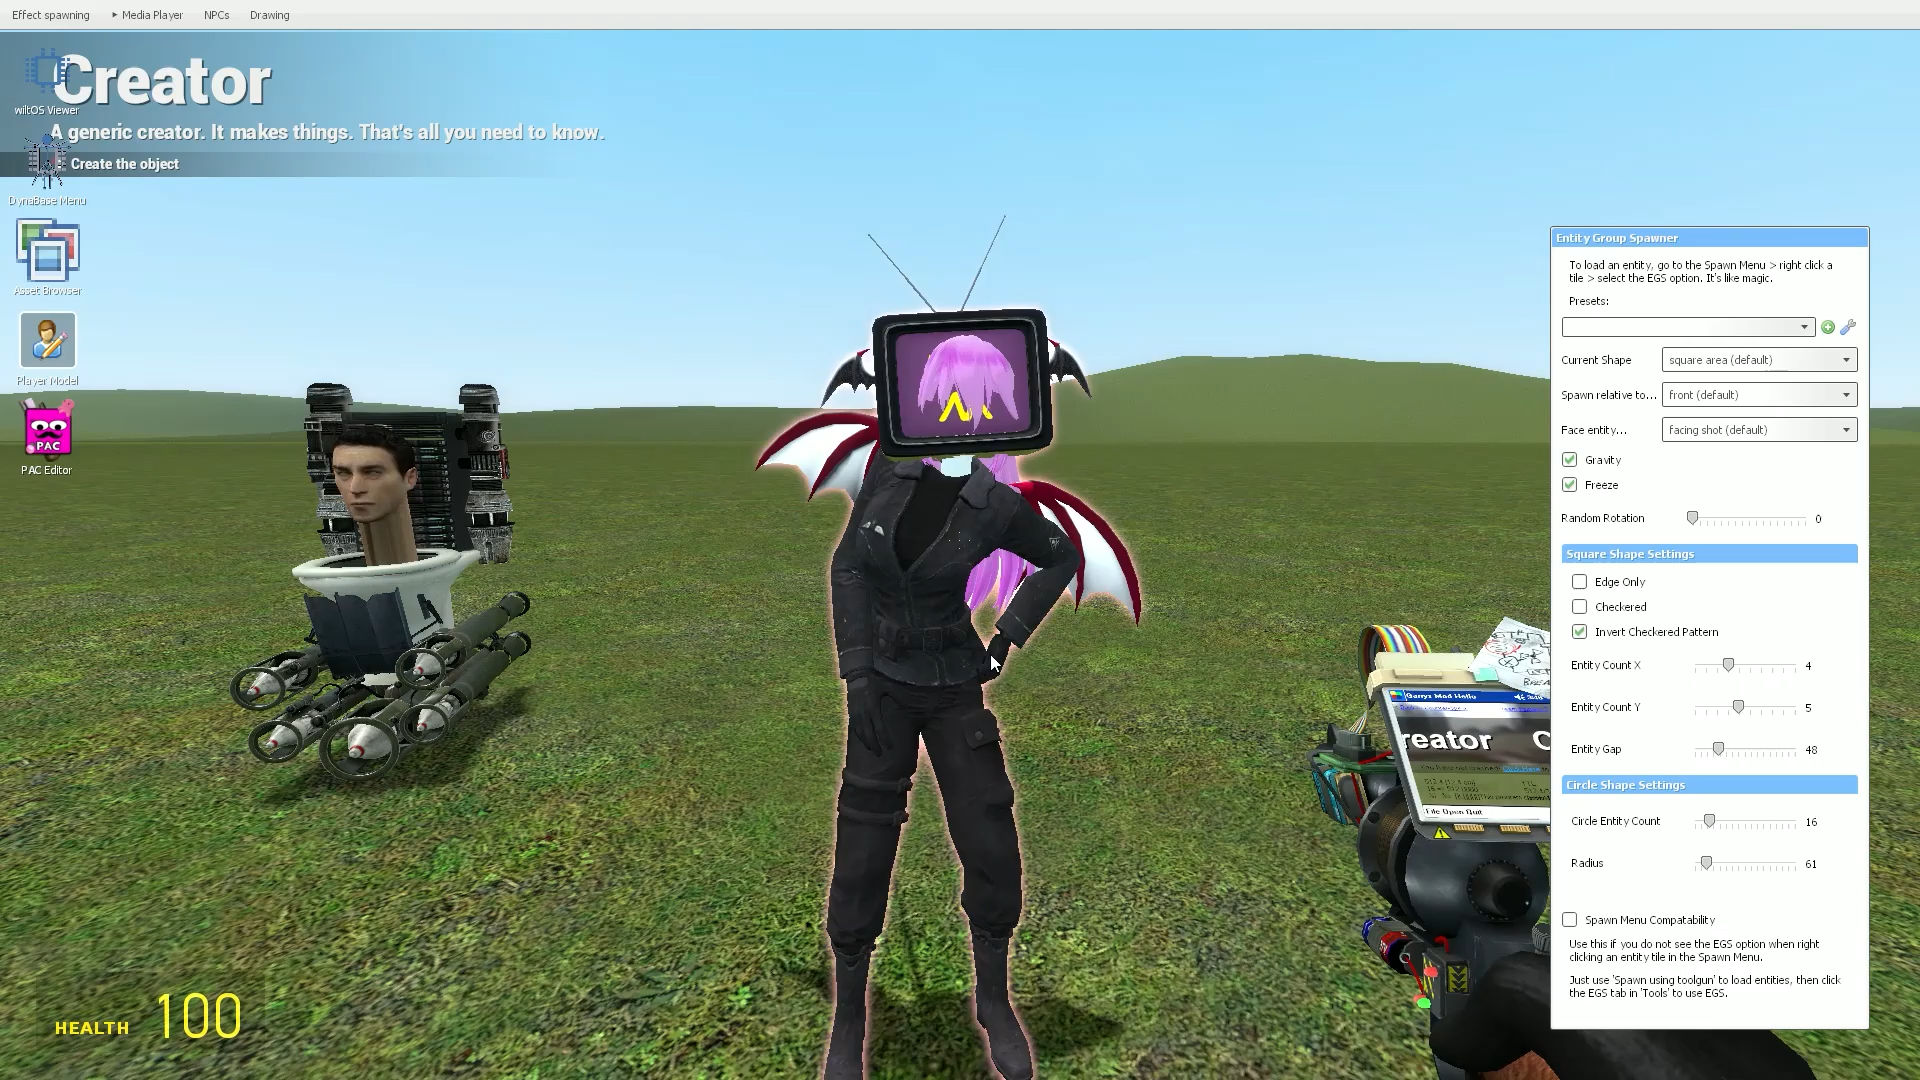 Effect spawning
Media Player
NPCs
Drawing
Creator
wiltOS Viewer
A generic creator. It makes things. That's all you need to know.
Create the object
DynaBase Menu
Asset Browser
Player Model
PAC
PAC Editor
Entity Group Spawner
To load an entity, go to the Spawn Menu > right click a
tile > select the EGS option. It's like magic.
Presets:
Current Shape square area (default)
Spawn relative to... front (default)
Face entity... facing shot (default)
Gravity
Freeze
Random Rotation 0
Square Shape Settings
Edge Only
Checkered
Invert Checkered Pattern
Entity Count X 4
Entity Count Y 5
Entity Gap 48
Circle Shape Settings
Circle Entity Count 16
Radius 61
Spawn Menu Compatability
Use this if you do not see the EGS option when right
clicking an entity tile in the Spawn Menu.
Just use 'Spawn using toolgun' to load entities, then click
the EGS tab in 'Tools' to use EGS.
reator C
File Open Quit
HEALTH 100